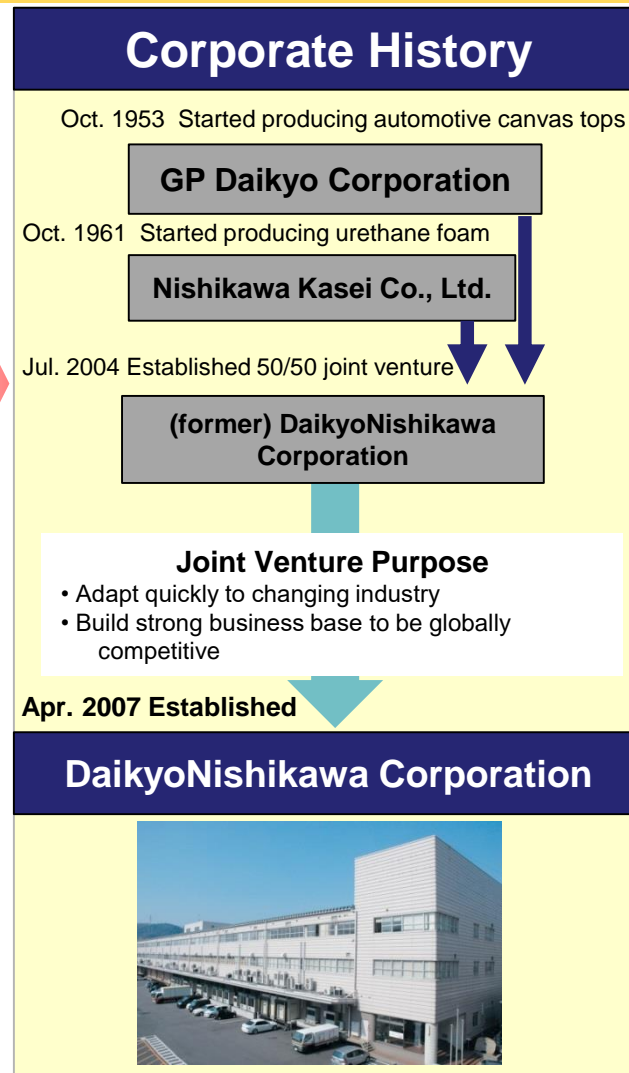 Corporate History
Oct. 1953  Started producing automotive canvas tops
GP Daikyo Corporation
Oct. 1961  Started producing urethane foam
Nishikawa Kasei Co., Ltd.
Jul. 2004 Established 50/50 joint venture
(former) DaikyoNishikawa
Corporation
Joint Venture Purpose
• Adapt quickly to changing industry
• Build strong business base to be globally
competitive
Apr. 2007 Established
DaikyoNishikawa Corporation